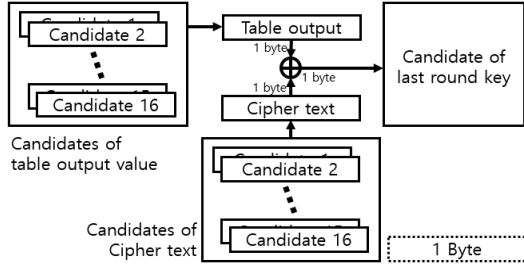 Candidate 2
Candidate 16
Candidates of
table output value
Table output
1 byte
1 byte
1 byte
Cipher text
Candidate of
last round key
Candidate 2
Candidate 16
Candidates of
Cipher text
1 Byte